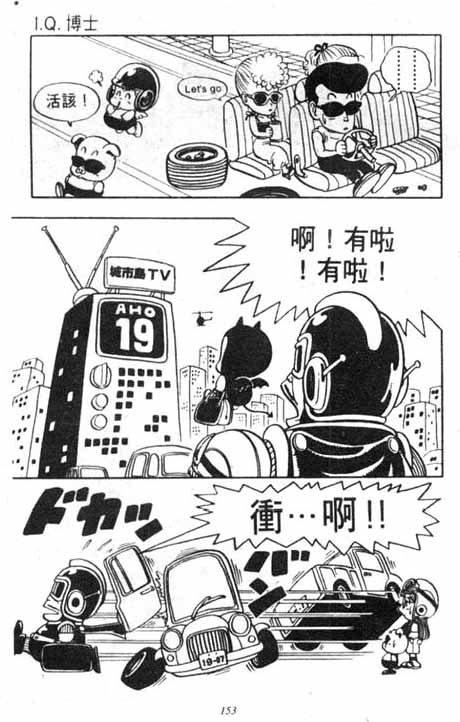 I.Q. 博士
………
………
Let's go
活該！
啊！有啦
！有啦！
城市島TV
AHO
19
衝…啊!!
ドカッ
バン
19-47
153